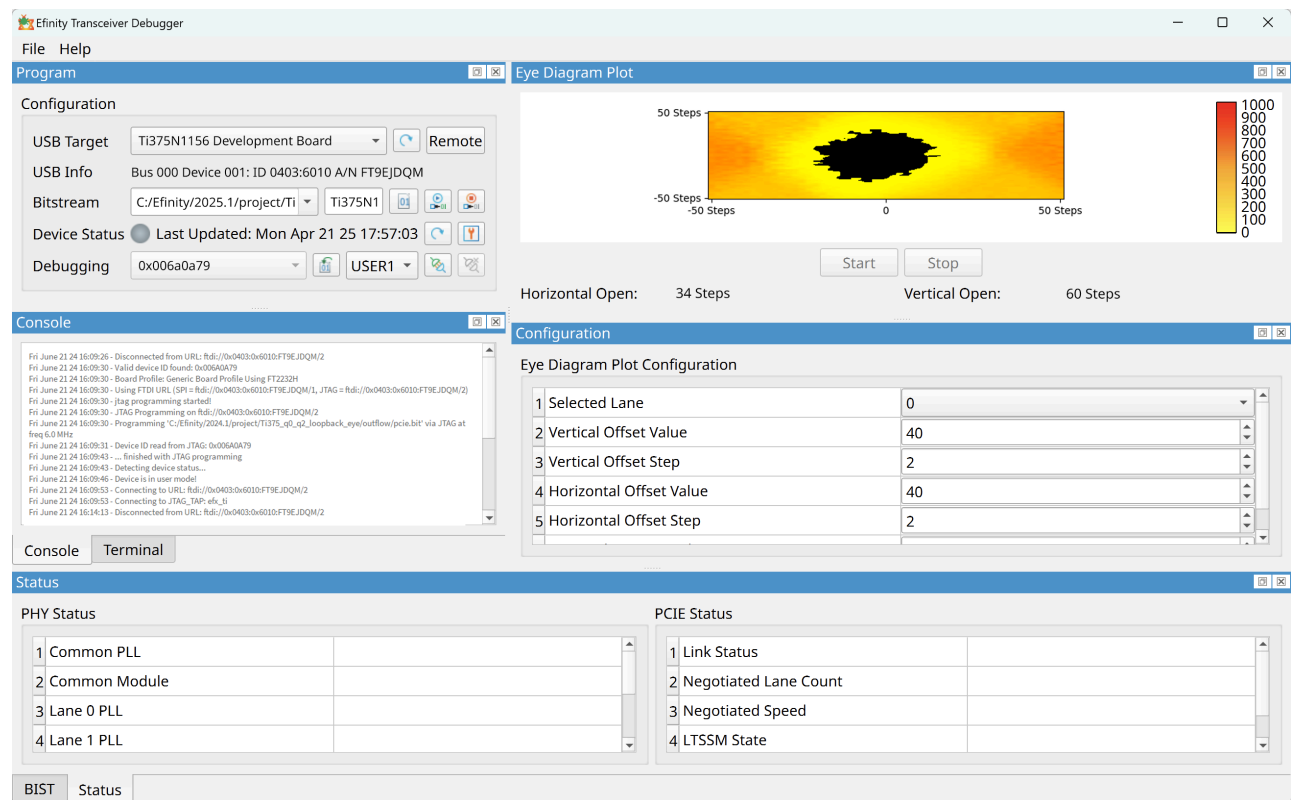 Efinity Transceiver Debugger
File Help
Program
Configuration
USB Target Ti375N1156 Development Board Remote
USB Info Bus 000 Device 001: ID 0403:6010 A/N FT9EJDQM
Bitstream C:/Efinity/2025.1/project/Ti Ti375N1
Device Status Last Updated: Mon Apr 21 25 17:57:03
Debugging 0x006a0a79 USER1
Console
Fri June 21 24 16:09:26 - Disconnected from URL: ftdi://0x0403:0x6010:FT9EJDQM/2
Fri June 21 24 16:09:30 - Valid device ID found: 0x006A0A79
Fri June 21 24 16:09:30 - Board Profile: Generic Board Profile Using FT2232H
Fri June 21 24 16:09:30 - Using FTDI URL (SPI = ftdi://0x0403:0x6010:FT9EJDQM/1, JTAG = ftdi://0x0403:0x6010:FT9EJDQM/2)
Fri June 21 24 16:09:30 - jtag programming started!
Fri June 21 24 16:09:30 - JTAG Programming on ftdi://0x0403:0x6010:FT9EJDQM/2
Fri June 21 24 16:09:30 - Programming 'C:/Efinity/2024.1/project/Ti375_q0_q2_loopback_eye/outflow/pcie.bit' via JTAG at
freq 6.0 MHz
Fri June 21 24 16:09:31 - Device ID read from JTAG: 0x006A0A79
Fri June 21 24 16:09:43 - ... finished with JTAG programming
Fri June 21 24 16:09:43 - Detecting device status...
Fri June 21 24 16:09:46 - Device is in user mode!
Fri June 21 24 16:09:53 - Connecting to URL: ftdi://0x0403:0x6010:FT9EJDQM/2
Fri June 21 24 16:09:53 - Connecting to JTAG_TAP: efx_ti
Fri June 21 24 16:14:13 - Disconnected from URL: ftdi://0x0403:0x6010:FT9EJDQM/2
Console Terminal
Eye Diagram Plot
50 Steps
-50 Steps
-50 Steps 0 50 Steps
1000
900
800
700
600
500
400
300
200
100
0
Start Stop
Horizontal Open: 34 Steps Vertical Open: 60 Steps
Configuration
Eye Diagram Plot Configuration
1 Selected Lane 0
2 Vertical Offset Value 40
3 Vertical Offset Step 2
4 Horizontal Offset Value 40
5 Horizontal Offset Step 2
Status
PHY Status
1 Common PLL
2 Common Module
3 Lane 0 PLL
4 Lane 1 PLL
PCIE Status
1 Link Status
2 Negotiated Lane Count
3 Negotiated Speed
4 LTSSM State
BIST Status